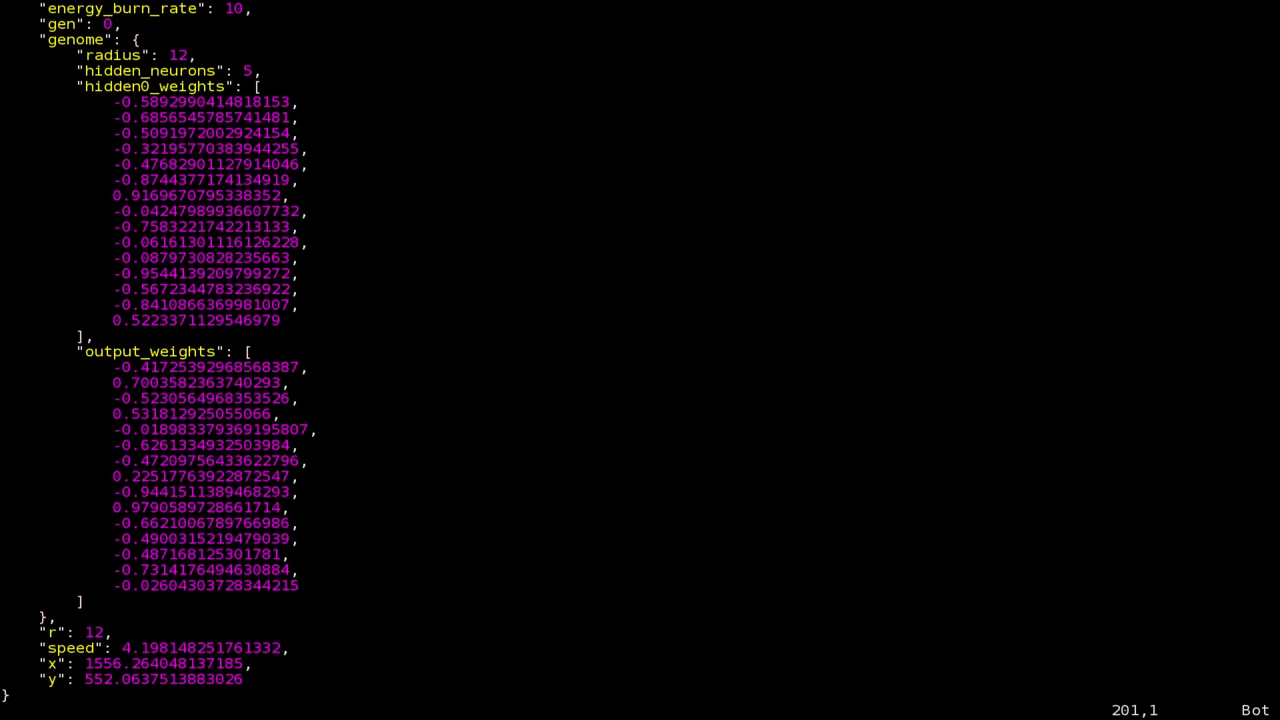 "energy_burn_rate": 10,
    "gen": 0,
    "genome": {
        "radius": 12,
        "hidden_neurons": 5,
        "hidden0_weights": [
            -0.5892990414818153,
            -0.6856545785741481,
            -0.5091972002924154,
            -0.32195770383944255,
            -0.47682901127914046,
            -0.8744377174134919,
            0.9169670795338352,
            -0.04247989936607732,
            -0.7583221742213133,
            -0.06161301116126228,
            -0.0879730828235663,
            -0.9544139209799272,
            -0.5672344783236922,
            -0.8410866369981007,
            0.5223371129546979
        ],
        "output_weights": [
            -0.41725392968568387,
            0.7003582363740293,
            -0.5230564968353526,
            0.531812925055066,
            -0.018983379369195807,
            -0.6261334932503984,
            -0.47209756433622796,
            0.22517763922872547,
            -0.9441511389468293,
            0.9790589728661714,
            -0.6621006789766986,
            -0.4900315219479039,
            -0.487168125301781,
            -0.7314176494630884,
            -0.02604303728344215
        ]
    },
    "r": 12,
    "speed": 4.198148251761332,
    "x": 1556.264048137185,
    "y": 552.0637513883026
}
201,1 Bot